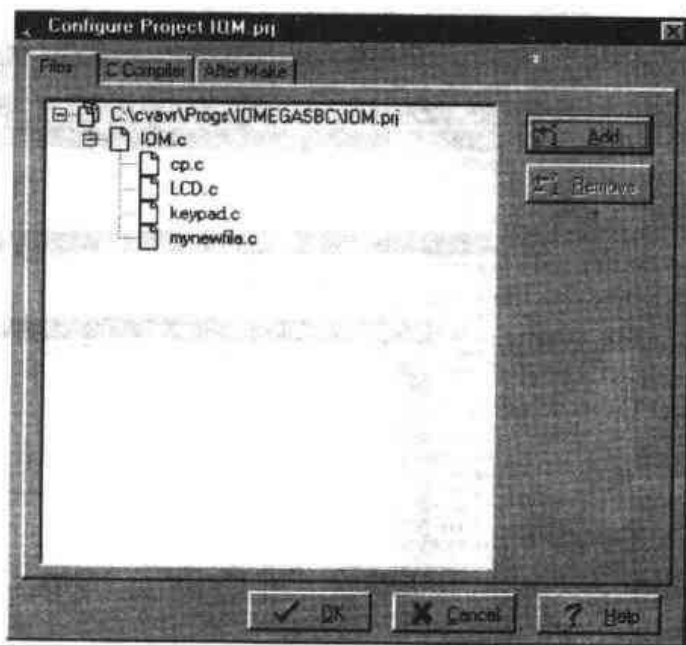 Configure Project IOM.prj
Files C Compiler After Make
C:\cvavr\Progs\IOMEGASBC\IOM.prj
IOM.c
cp.c
LCD.c
keypad.c
mynewfile.c
Add
Remove
OK Cancel Help